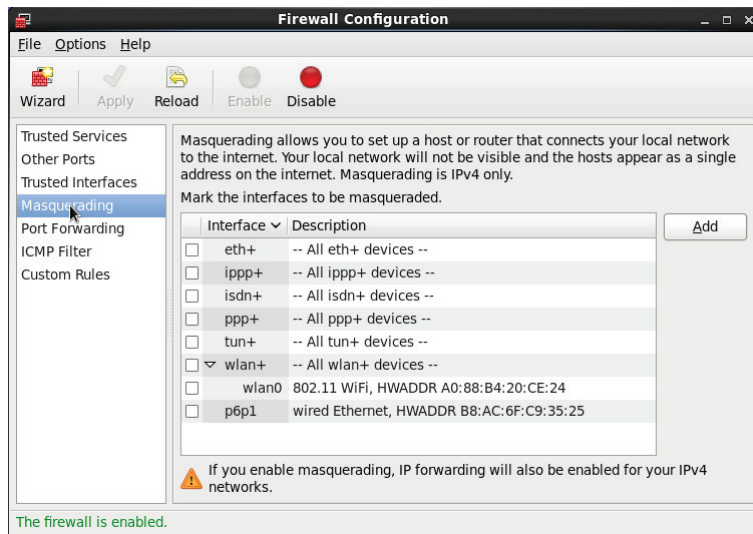 Firewall Configuration
File Options Help
Wizard Apply Reload Enable Disable
Trusted Services
Other Ports
Trusted Interfaces
Masquerading
Port Forwarding
ICMP Filter
Custom Rules
Masquerading allows you to set up a host or router that connects your local network
to the internet. Your local network will not be visible and the hosts appear as a single
address on the internet. Masquerading is IPv4 only.
Mark the interfaces to be masqueraded.
Interface Description
eth+ -- All eth+ devices --
ippp+ -- All ippp+ devices --
isdn+ -- All isdn+ devices --
ppp+ -- All ppp+ devices --
tun+ -- All tun+ devices --
wlan+ -- All wlan+ devices --
wlan0 802.11 WiFi, HWADDR A0:88:B4:20:CE:24
p6p1 wired Ethernet, HWADDR B8:AC:6F:C9:35:25
Add
If you enable masquerading, IP forwarding will also be enabled for your IPv4
networks.
The firewall is enabled.